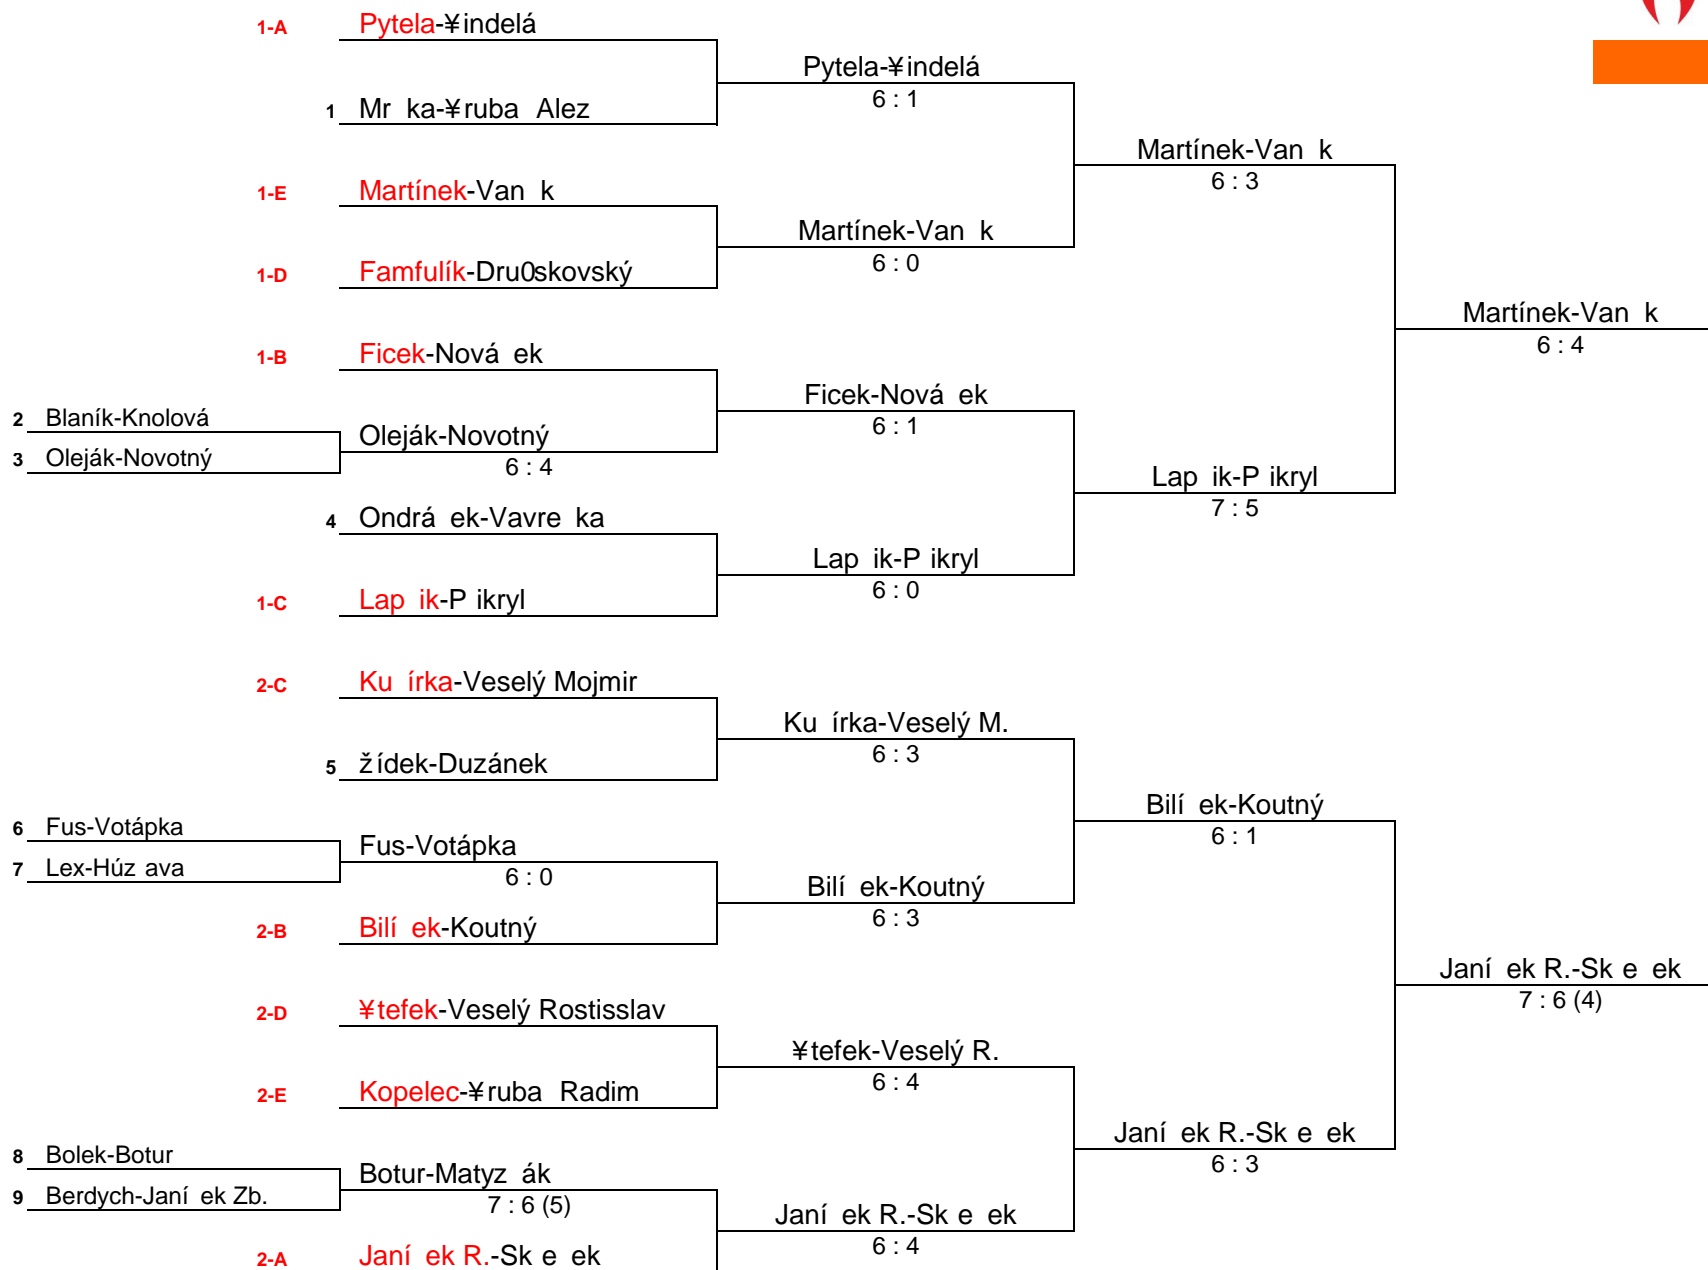 1-A Pytela-¥indelá
Pytela-¥indelá
6 : 1
1 Mr ka-¥ruba Alez
Martínek-Van k
6 : 3
1-E Martínek-Van k
Martínek-Van k
6 : 0
1-D Famfulík-Dru0skovský
Martínek-Van k
6 : 4
1-B Ficek-Nová ek
Ficek-Nová ek
6 : 1
2 Blaník-Knolová
Oleják-Novotný
6 : 4
3 Oleják-Novotný
Lap ik-P ikryl
7 : 5
4 Ondrá ek-Vavre ka
Lap ik-P ikryl
6 : 0
1-C Lap ik-P ikryl
2-C Ku írka-Veselý Mojmir
Ku írka-Veselý M.
6 : 3
5 žídek-Duzánek
Bilí ek-Koutný
6 : 1
6 Fus-Votápka
Fus-Votápka
6 : 0
7 Lex-Húz ava
Bilí ek-Koutný
6 : 3
2-B Bilí ek-Koutný
Janí ek R.-Sk e ek
7 : 6 (4)
2-D ¥tefek-Veselý Rostisslav
¥tefek-Veselý R.
6 : 4
2-E Kopelec-¥ruba Radim
Janí ek R.-Sk e ek
6 : 3
8 Bolek-Botur
Botur-Matyz ák
7 : 6 (5)
9 Berdych-Janí ek Zb.
Janí ek R.-Sk e ek
6 : 4
2-A Janí ek R.-Sk e ek